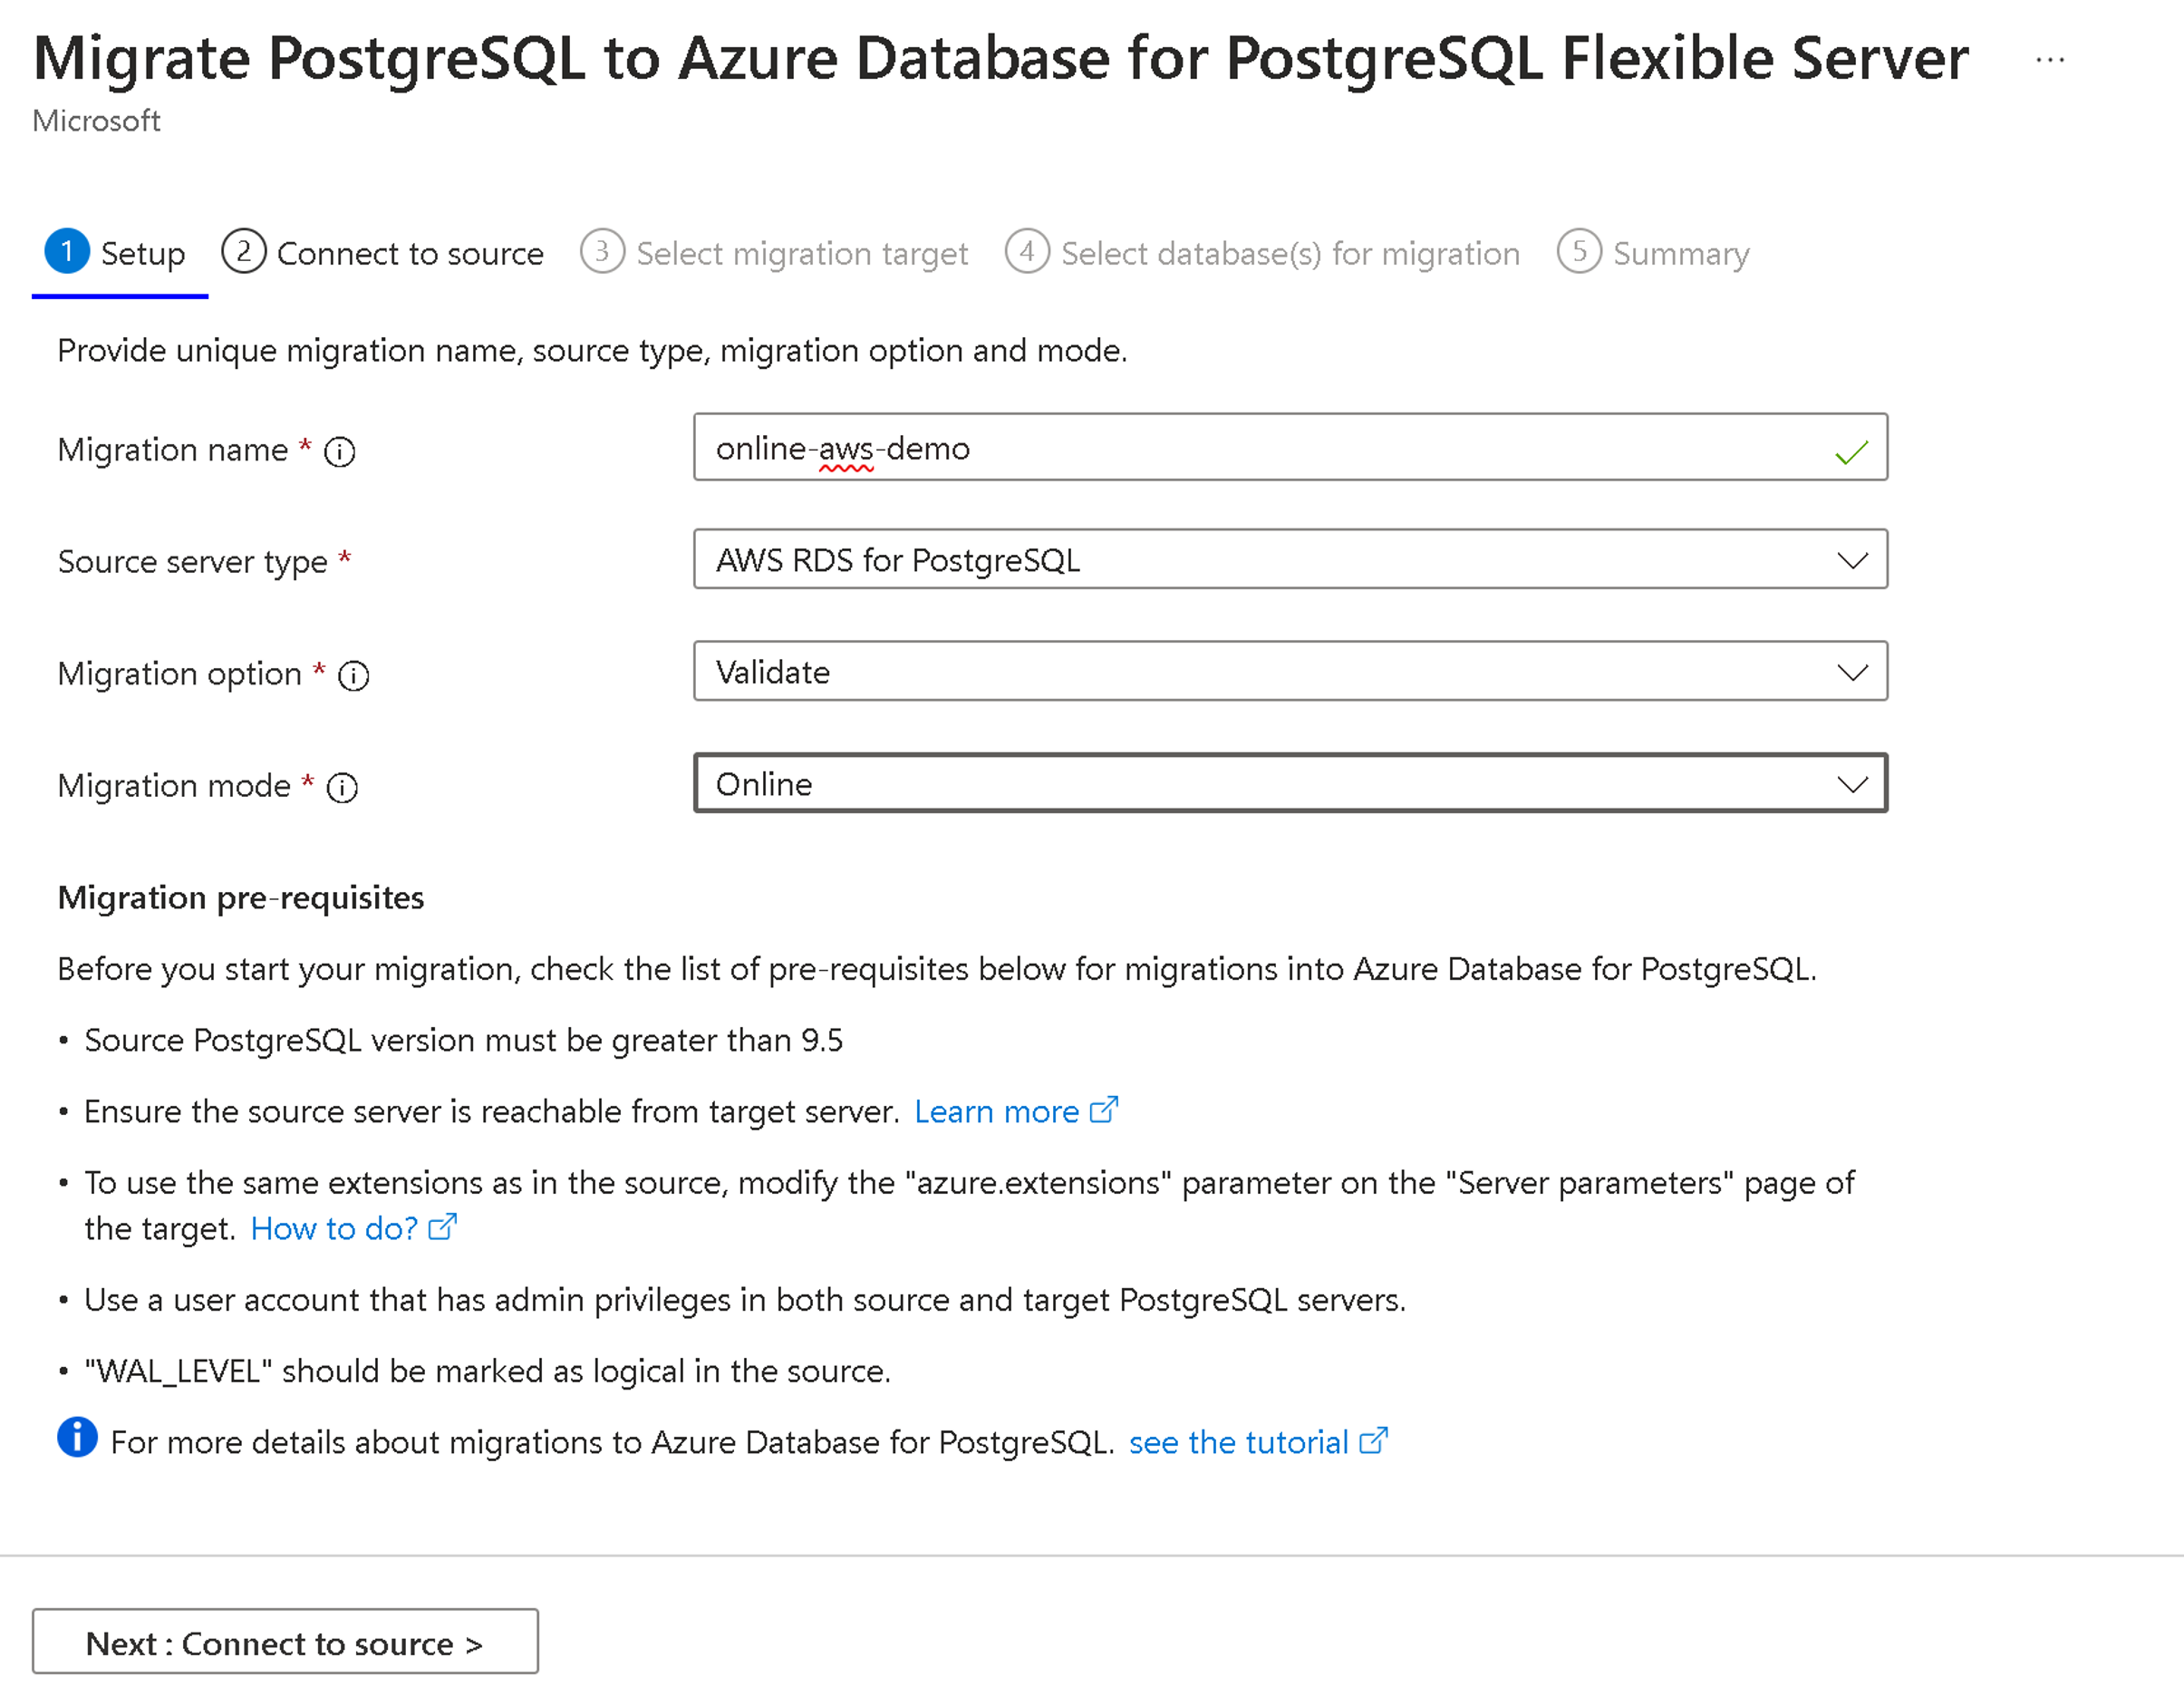 Migrate PostgreSQL to Azure Database for PostgreSQL Flexible Server ...
Microsoft
1 Setup 2 Connect to source 3 Select migration target 4 Select database(s) for migration 5 Summary
Provide unique migration name, source type, migration option and mode.
Migration name * online-aws-demo
Source server type * AWS RDS for PostgreSQL
Migration option * Validate
Migration mode * Online
Migration pre-requisites
Before you start your migration, check the list of pre-requisites below for migrations into Azure Database for PostgreSQL.
• Source PostgreSQL version must be greater than 9.5
• Ensure the source server is reachable from target server. Learn more
• To use the same extensions as in the source, modify the "azure.extensions" parameter on the "Server parameters" page of
the target. How to do?
• Use a user account that has admin privileges in both source and target PostgreSQL servers.
• "WAL_LEVEL" should be marked as logical in the source.
For more details about migrations to Azure Database for PostgreSQL. see the tutorial
Next : Connect to source >